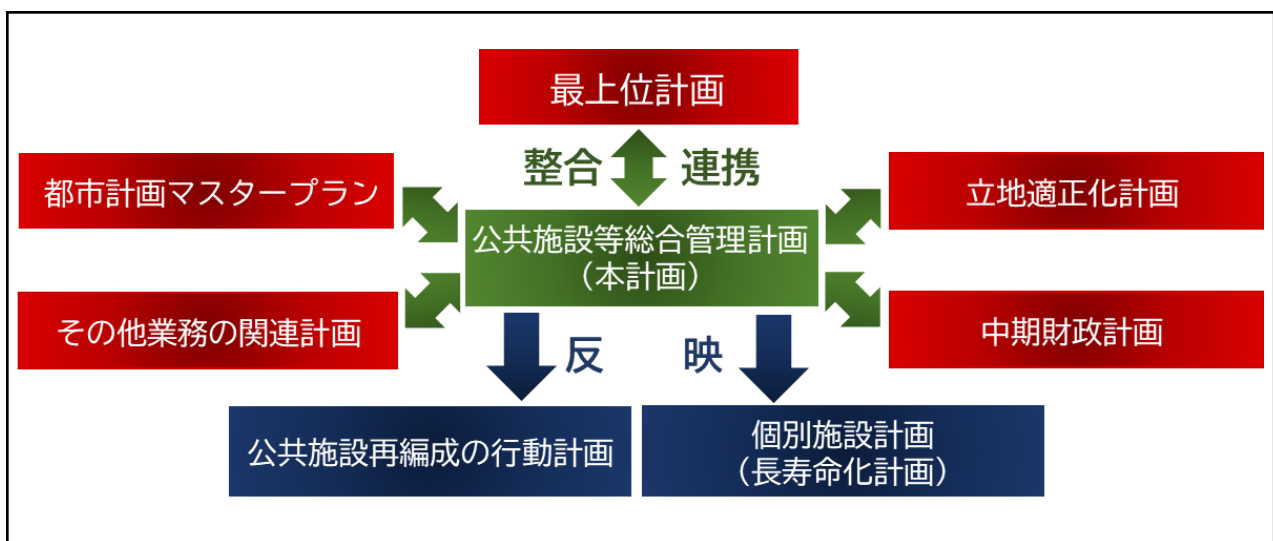 最上位計画
整合 連携
都市計画マスタープラン
立地適正化計画
公共施設等総合管理計画
（本計画）
その他業務の関連計画
中期財政計画
反 映
公共施設再編成の行動計画
個別施設計画
（長寿命化計画）